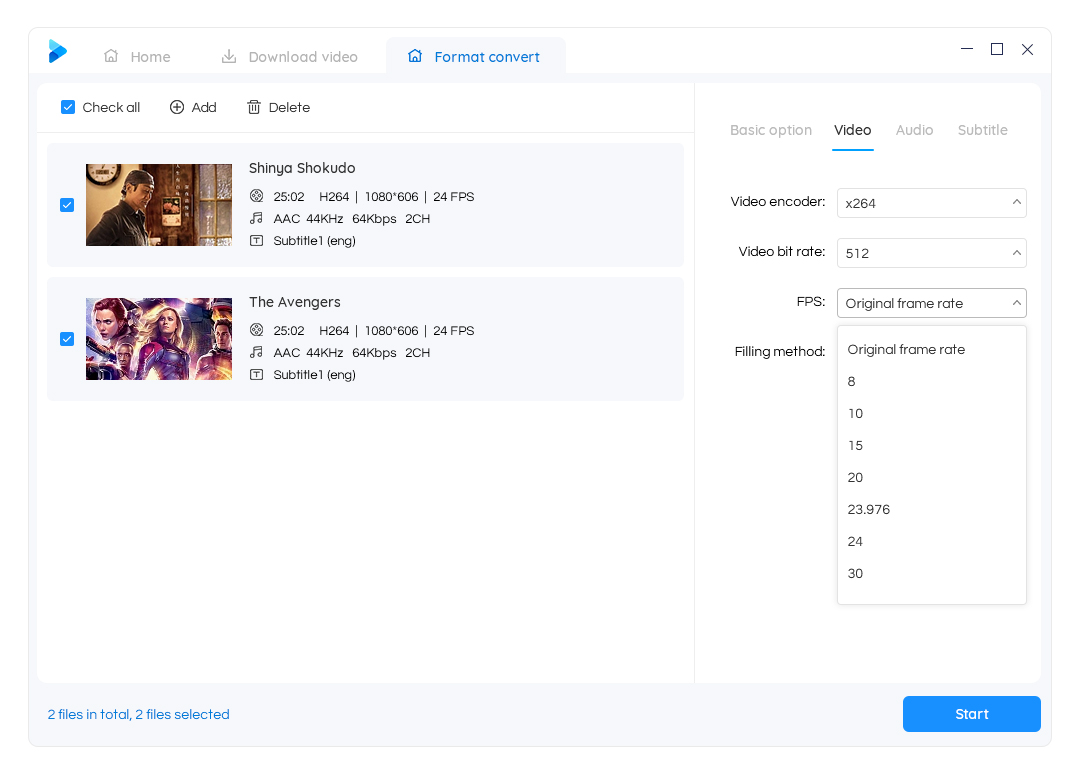 Home
Download video
Format convert
Check all
Add
Delete
Basic option
Video
Audio
Subtitle
Shinya Shokudo
25:02 H264 | 1080*606 | 24 FPS
AAC 44KHz 64Kbps 2CH
Subtitle1 (eng)
The Avengers
25:02 H264 | 1080*606 | 24 FPS
AAC 44KHz 64Kbps 2CH
Subtitle1 (eng)
Video encoder: x264
Video bit rate: 512
FPS: Original frame rate
Filling method:
Original frame rate
8
10
15
20
23.976
24
30
2 files in total, 2 files selected
Start